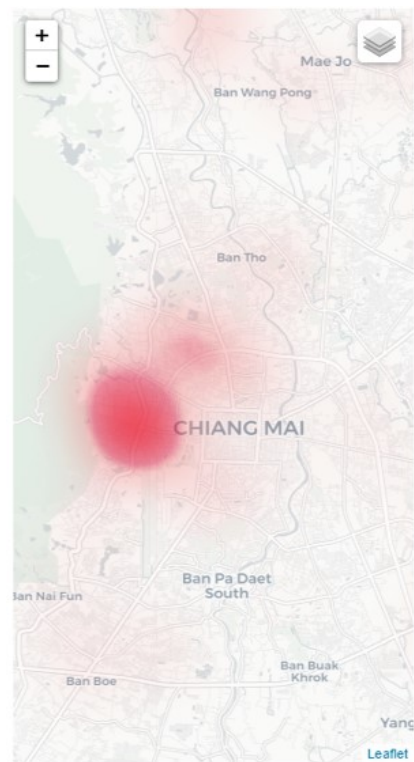 +
−
Mae Jo
Ban Wang Pong
Ban Tho
CHIANG MAI
Ban Pa Daet
South
Ban Nai Fun
Ban Buak
Khrok
Ban Boe
Yang
Leaflet